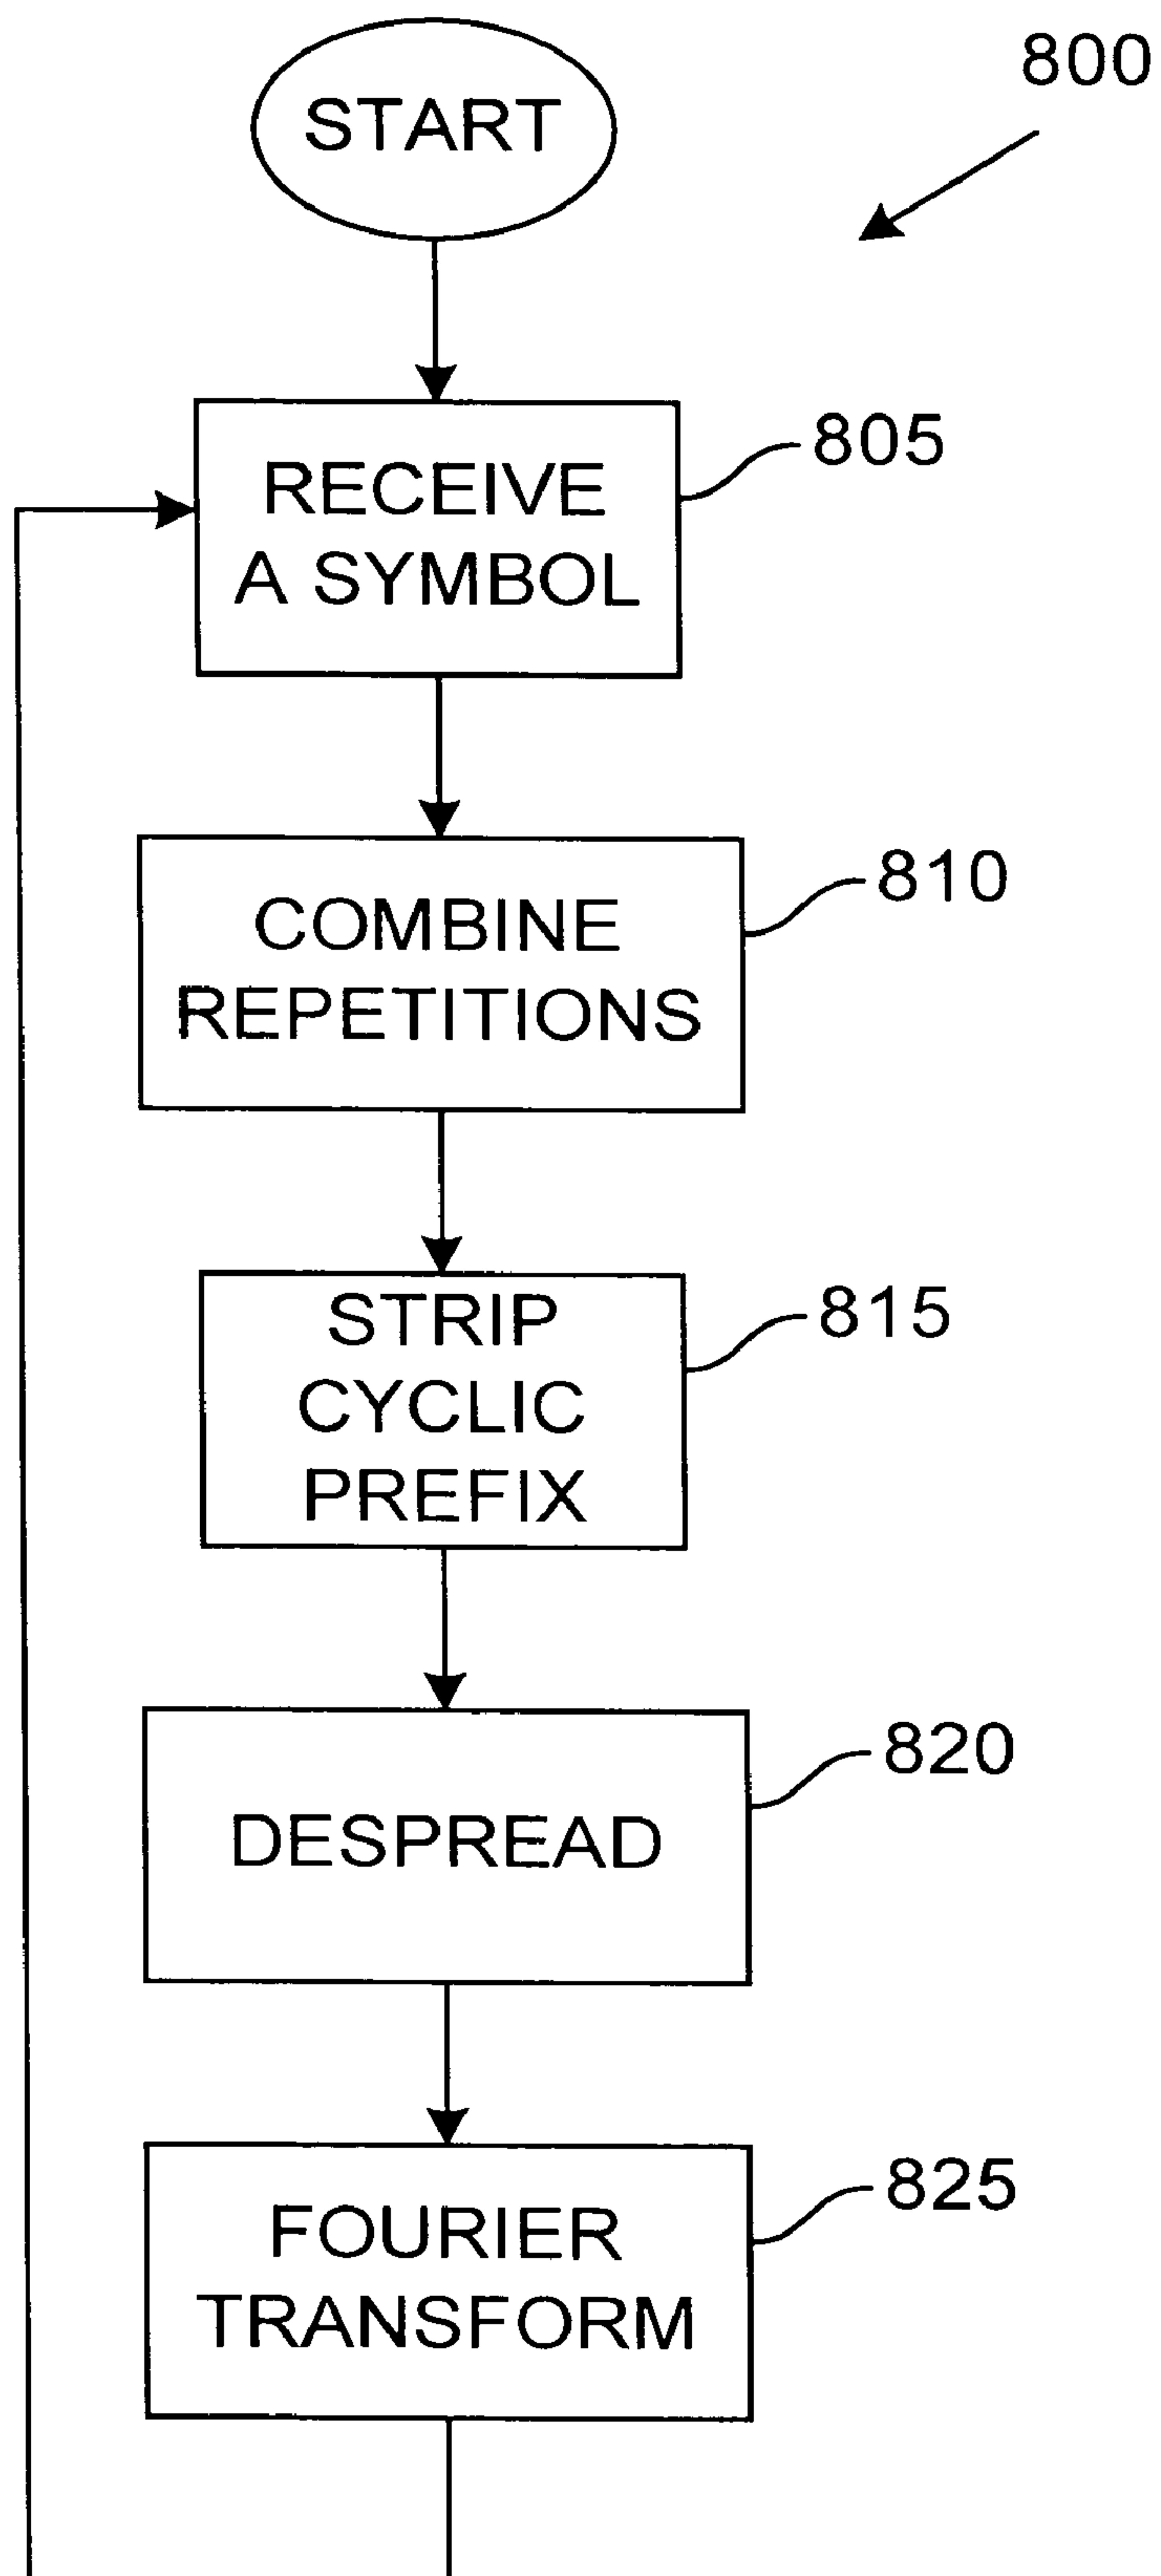 800
START
805
RECEIVE
A SYMBOL
810
COMBINE
REPETITIONS
815
STRIP
CYCLIC
PREFIX
820
DESPREAD
825
FOURIER
TRANSFORM